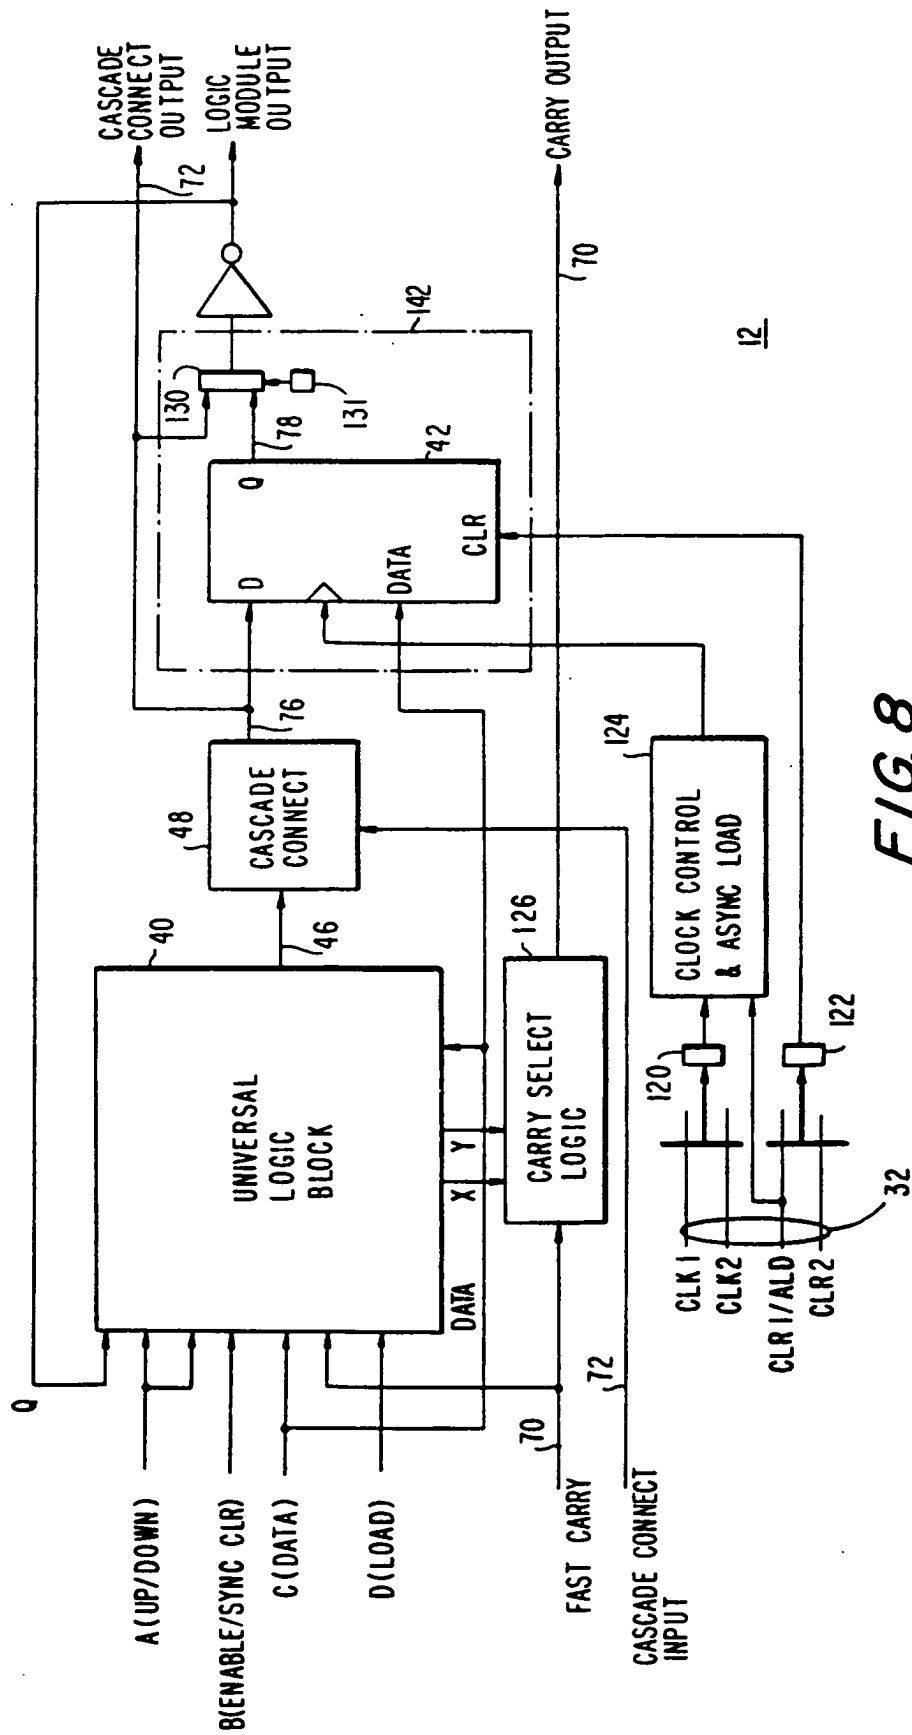 CASCADE
CONNECT
OUTPUT
72
LOGIC
MODULE
OUTPUT
CARRY OUTPUT
70
142
12
130
131
78
42
D
Q
DATA
CLR
76
48
CASCADE
CONNECT
124
CLOCK CONTROL
& ASYNC LOAD
40
46
126
UNIVERSAL
LOGIC
BLOCK
X
Y
DATA
CARRY SELECT
LOGIC
120
122
32
CLK1
CLK2
CLR1/ALD
CLR2
Q
A(UP/DOWN)
B(ENABLE/SYNC CLR)
C(DATA)
D(LOAD)
70
FAST CARRY
72
CASCADE CONNECT
INPUT
FIG. 8